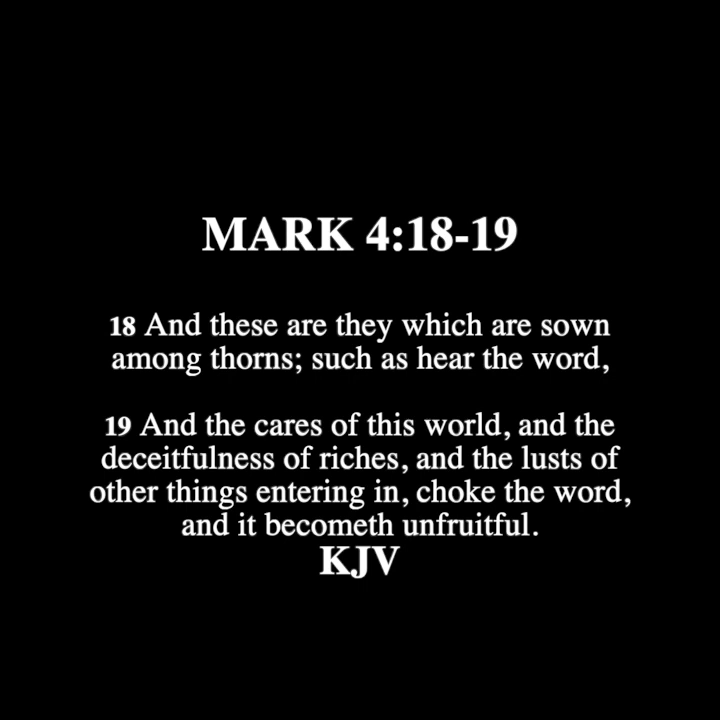 MARK 4:18-19
18 And these are they which are sown
among thorns; such as hear the word,
19 And the cares of this world, and the
deceitfulness of riches, and the lusts of
other things entering in, choke the word,
and it becometh unfruitful.
KJV